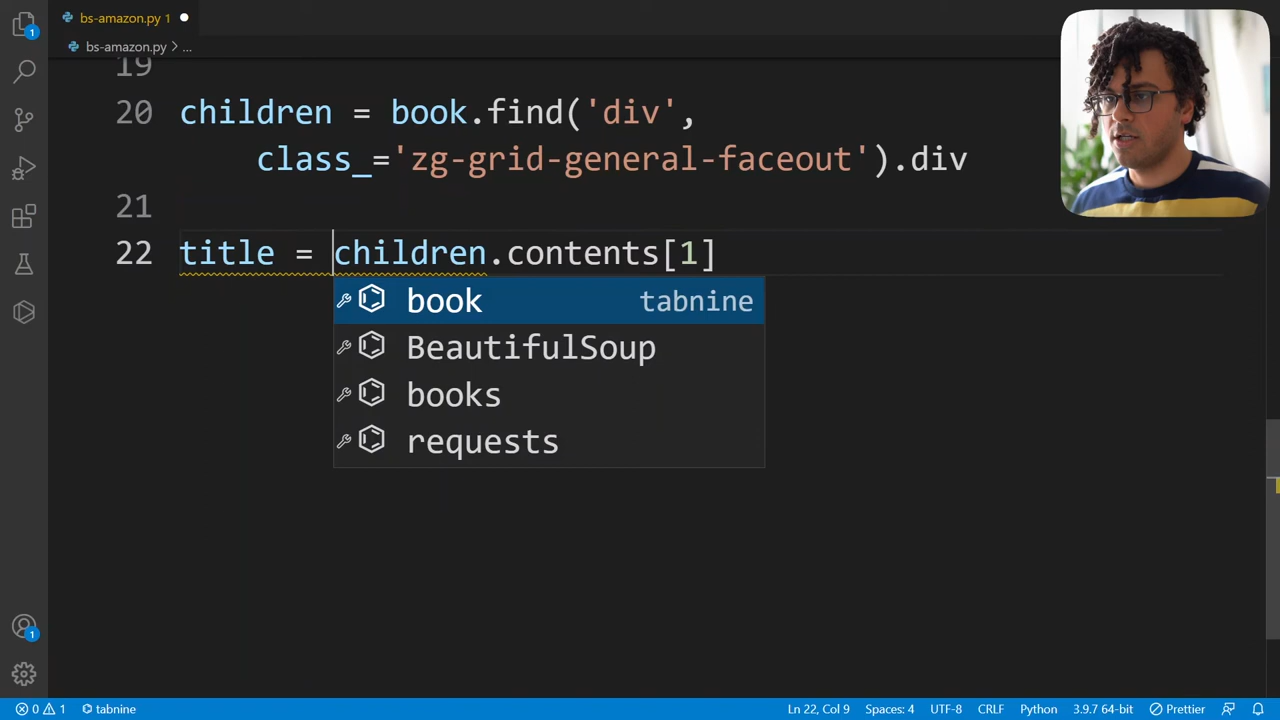 bs-amazon.py 1
bs-amazon.py > ...
19
20 children = book.find('div',
class_='zg-grid-general-faceout').div
21
22 title = children.contents[1]
book tabnine
BeautifulSoup
books
requests
1
1
0 1 tabnine Ln 22, Col 9 Spaces: 4 UTF-8 CRLF Python 3.9.7 64-bit Prettier